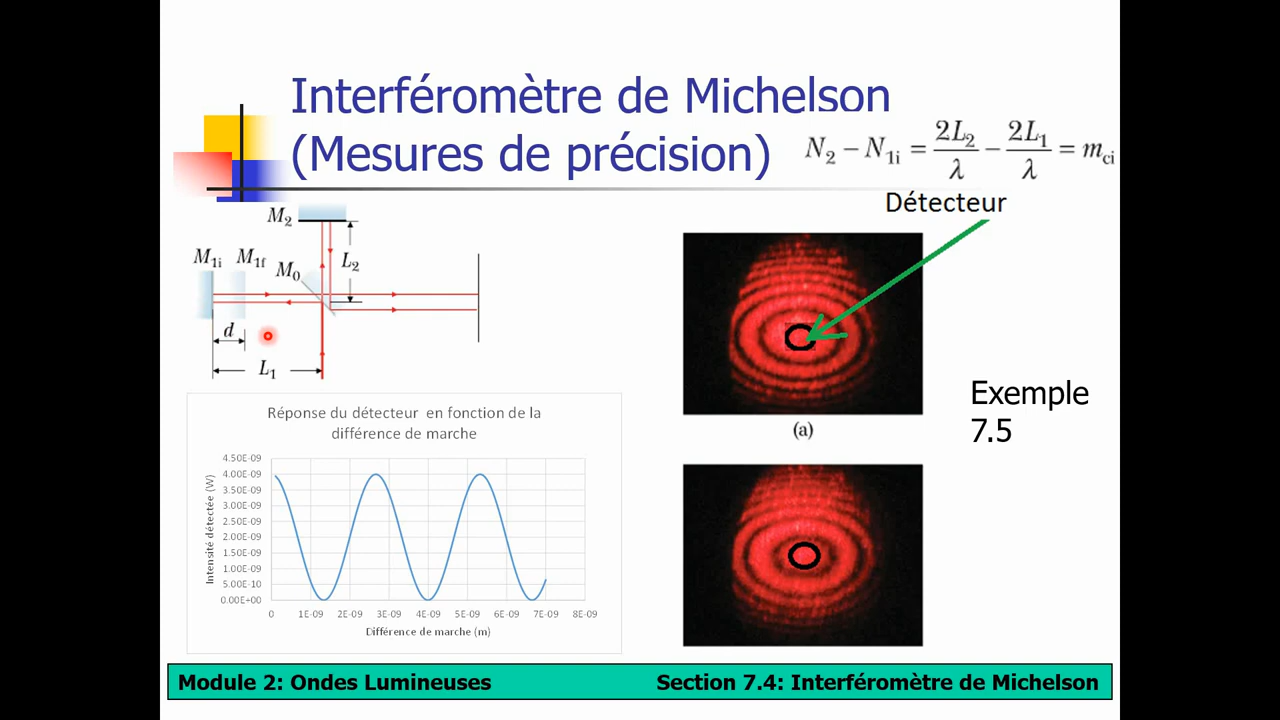 Interféromètre de Michelson
(Mesures de précision)
N₂ − N₁ᵢ = 2L₂/λ − 2L₁/λ = m_ci
Détecteur
M₂
M₁ᵢ M₁f M₀ L₂
d
L₁
(a)
Exemple
7.5
Réponse du détecteur en fonction de la
différence de marche
Intensité détectée (W)
4.50E-09
4.00E-09
3.50E-09
3.00E-09
2.50E-09
2.00E-09
1.50E-09
1.00E-09
5.00E-10
0.00E+00
0 1E-09 2E-09 3E-09 4E-09 5E-09 6E-09 7E-09 8E-09
Différence de marche (m)
Module 2: Ondes Lumineuses Section 7.4: Interféromètre de Michelson